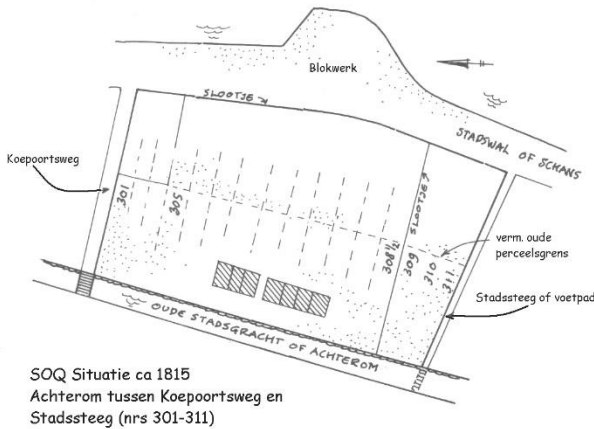 Blokwerk
SLOOTJE
STADSWAL OF SCHANS
Koepoortsweg
301
305
SLOOTJE
308½
309
310
311
verm. oude
perceelsgrens
Stadssteeg of voetpad
OUDE STADSGRACHT OF ACHTEROM
SOQ Situatie ca 1815
Achterom tussen Koepoortsweg en
Stadssteeg (nrs 301-311)